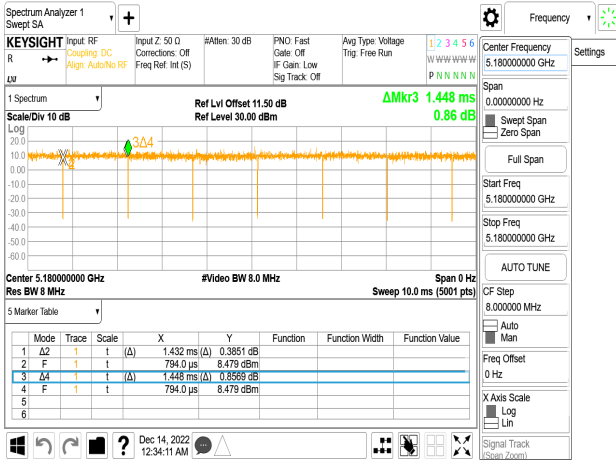 Spectrum Analyzer 1
Swept SA
Frequency
KEYSIGHT
R
Input: RF
Coupling: DC
Align: Auto/No RF
Input Z: 50 Ω
Corrections: Off
Freq Ref: Int (S)
#Atten: 30 dB
PNO: Fast
Gate: Off
IF Gain: Low
Sig Track: Off
Avg Type: Voltage
Trig: Free Run
1 2 3 4 5 6
W W W W W W
P N N N N N
1 Spectrum
Scale/Div 10 dB
Ref Lvl Offset 11.50 dB
Ref Level 30.00 dBm
ΔMkr3 1.448 ms
0.86 dB
Log
3Δ4
20.0
10.0
0.00
-10.0
-20.0
-30.0
-40.0
-50.0
-60.0
Center 5.180000000 GHz
Res BW 8 MHz
#Video BW 8.0 MHz
Span 0 Hz
Sweep 10.0 ms (5001 pts)
5 Marker Table
Mode Trace Scale X Y Function Function Width Function Value
1 Δ2 1 t (Δ) 1.432 ms (Δ) 0.3851 dB
2 F 1 t 794.0 µs 8.479 dBm
3 Δ4 1 t (Δ) 1.448 ms (Δ) 0.8569 dB
4 F 1 t 794.0 µs 8.479 dBm
5
6
?
Dec 14, 2022
12:34:11 AM
Center Frequency
5.180000000 GHz
Settings
Span
0.00000000 Hz
Swept Span
Zero Span
Full Span
Start Freq
5.180000000 GHz
Stop Freq
5.180000000 GHz
AUTO TUNE
CF Step
8.000000 MHz
Auto
Man
Freq Offset
0 Hz
X Axis Scale
Log
Lin
Signal Track
(Span Zoom)